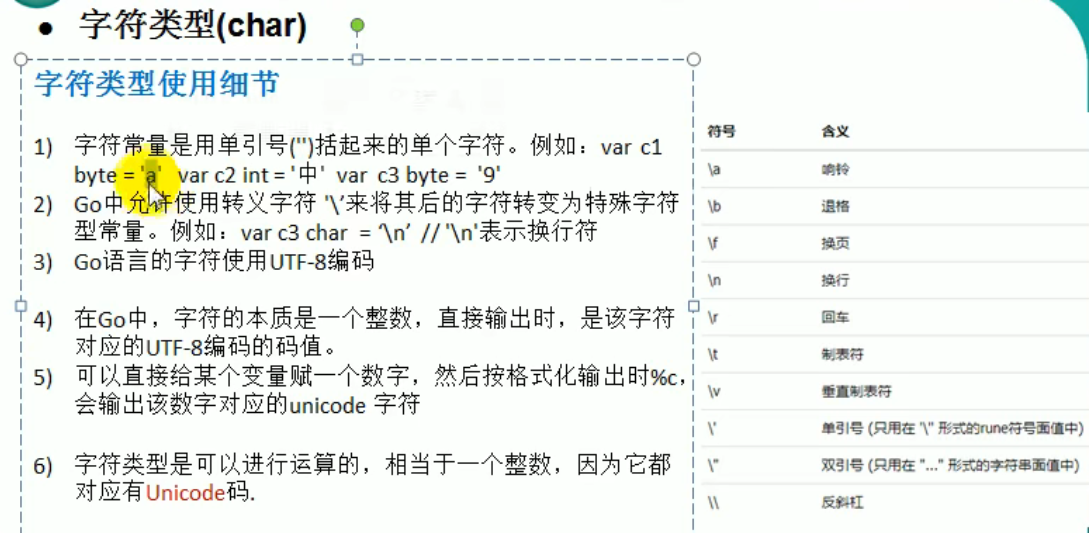 字符类型(char)
字符类型使用细节
1) 字符常量是用单引号('')括起来的单个字符。例如：var c1
byte = 'a' var c2 int = '中' var c3 byte = '9'
2) Go中允许使用转义字符 '\’来将其后的字符转变为特殊字符
型常量。例如：var c3 char = ‘\n’ // '\n'表示换行符
3) Go语言的字符使用UTF-8编码
4) 在Go中，字符的本质是一个整数，直接输出时，是该字符
对应的UTF-8编码的码值。
5) 可以直接给某个变量赋一个数字，然后按格式化输出时%c，
会输出该数字对应的unicode 字符
6) 字符类型是可以进行运算的，相当于一个整数，因为它都
对应有Unicode码.
符号 含义
\a 响铃
\b 退格
\f 换页
\n 换行
\r 回车
\t 制表符
\v 垂直制表符
\' 单引号 (只用在 '\'' 形式的rune符号面值中)
\" 双引号 (只用在 "..." 形式的字符串面值中)
\\ 反斜杠